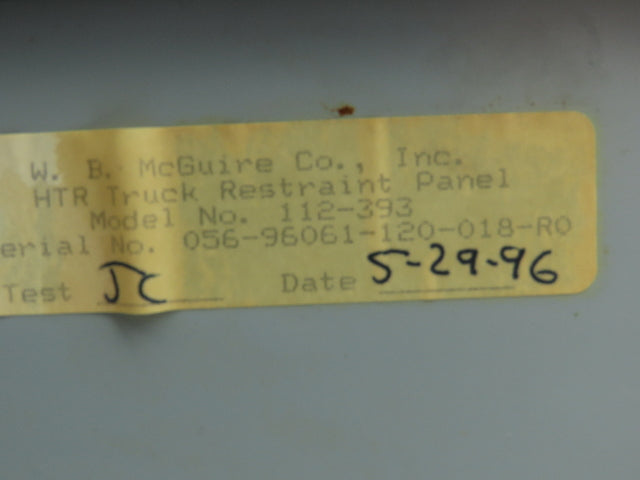 W. B. McGuire Co., Inc.
HTR Truck Restraint Panel
Model No. 112-393
erial No. 056-96061-120-018-R0
Test JC Date 5-29-96